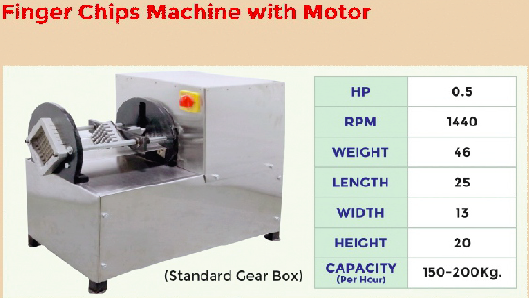 Finger Chips Machine with Motor
HP 0.5
RPM 1440
WEIGHT 46
LENGTH 25
WIDTH 13
HEIGHT 20
CAPACITY (Per Hour) 150-200Kg.
(Standard Gear Box)